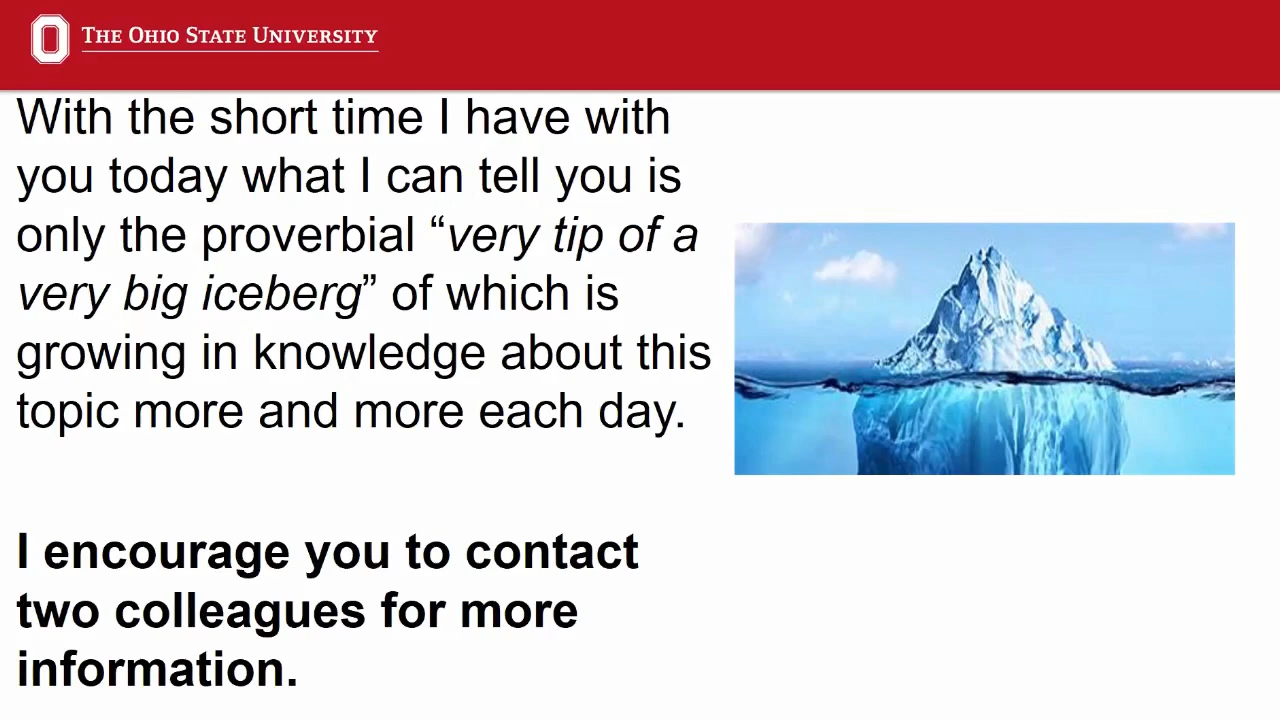 THE OHIO STATE UNIVERSITY
With the short time I have with
you today what I can tell you is
only the proverbial “very tip of a
very big iceberg” of which is
growing in knowledge about this
topic more and more each day.
I encourage you to contact
two colleagues for more
information.